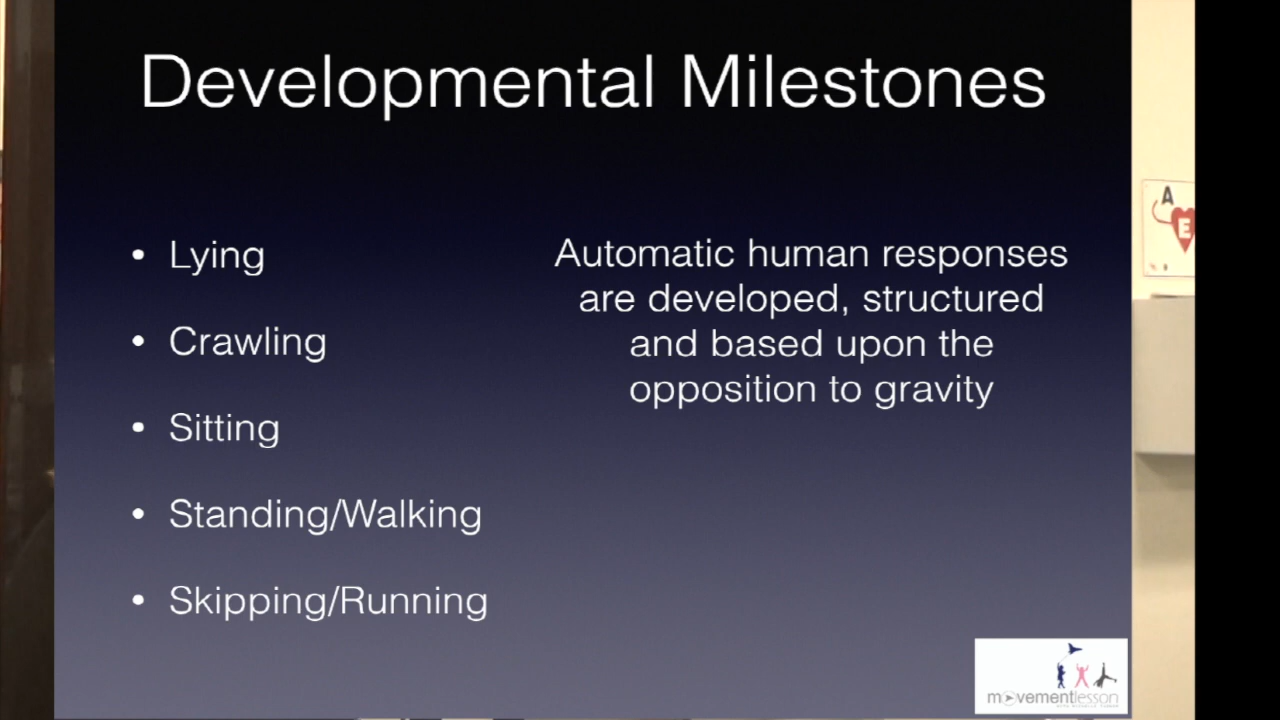 Developmental Milestones
• Lying
• Crawling
• Sitting
• Standing/Walking
• Skipping/Running
Automatic human responses
are developed, structured
and based upon the
opposition to gravity
A
E
movementlesson